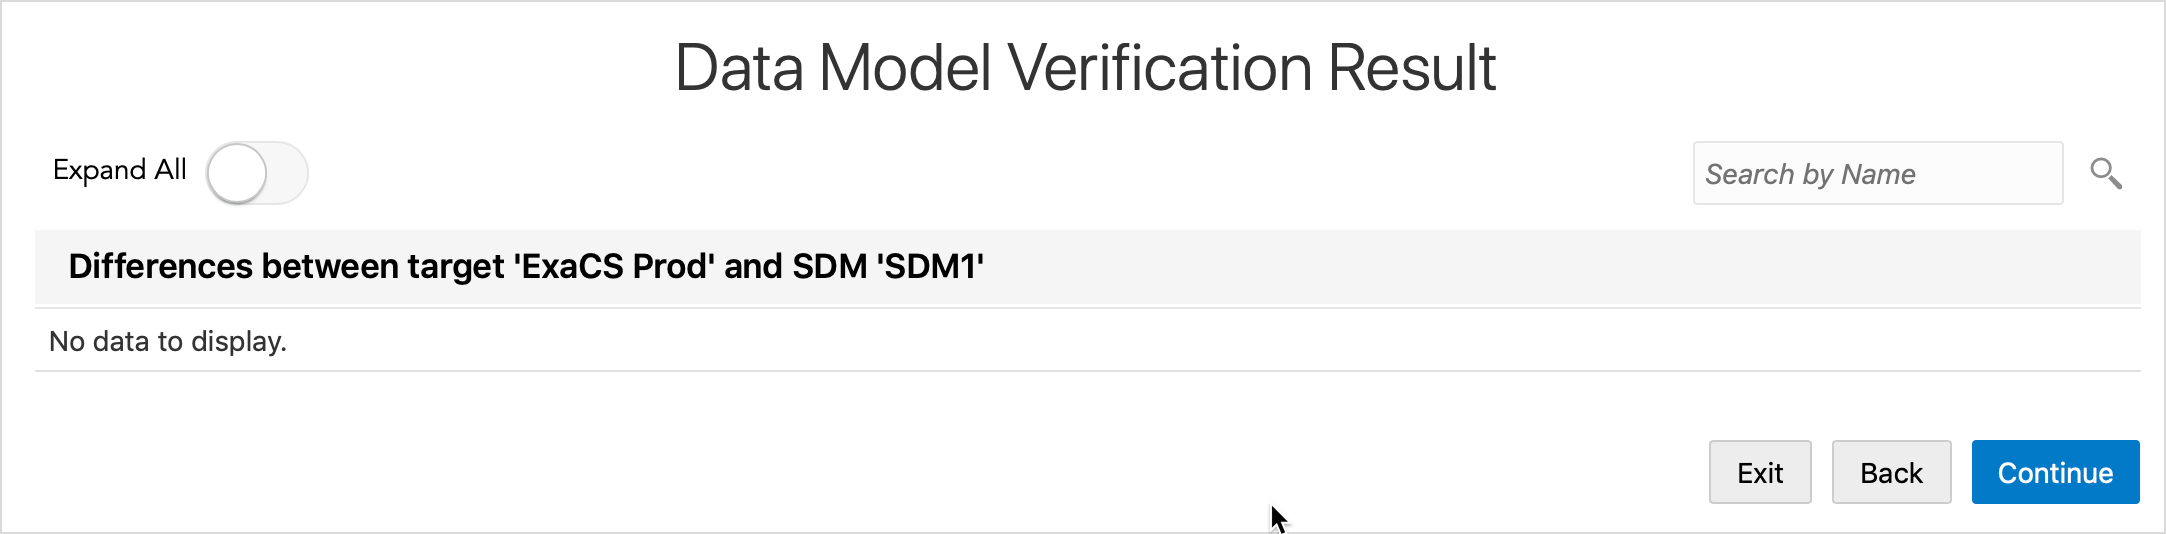 Data Model Verification Result
Expand All
Search by Name
Differences between target 'ExaCS Prod' and SDM 'SDM1'
No data to display.
Exit Back Continue